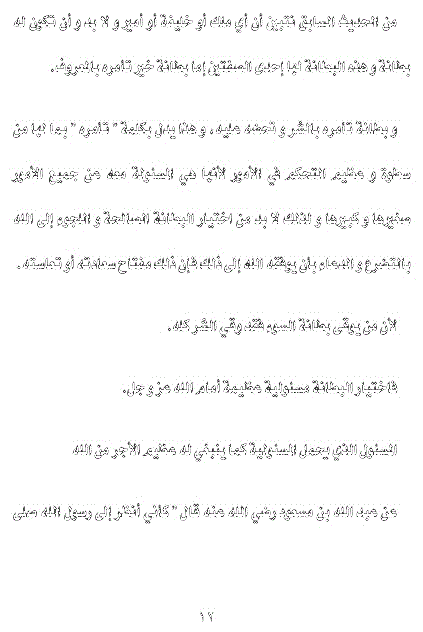 من الحديث السابق نتبين أن أي ملك أو خليفة أو أمير و لا بد و أن تكون له
بطانة و هذه البطانة لها إحدى الصفتين إما بطانة خير تأمره بالمعروف.
و بطانة تأمره بالشر و تحضه عليه ، و هذا يدل بكلمة " تأمره " بما لها من
سطوة و عظيم التحكم في الأمور لأنها هي المسئولة معه عن جميع الأمور
صغيرها و كبيرها و لذلك لا بد من اختيار البطانة الصالحة و اللجوء إلى الله
بالتضرع و الدعاء بأن يوفقه الله إلى ذلك فإن ذلك مفتاح سعادته أو تعاسته .
لأن من يوقى بطانة السوء فقد وقي الشر كله .
فاختيار البطانة مسئولية عظيمة أمام الله عز و جل.
المسئول الذي يحمل المسئولية كما ينبغي له عظيم الأجر من الله
عن عبد الله بن مسعود رضي الله عنه قال " كأني أنظر إلى رسول الله صلى
١٢